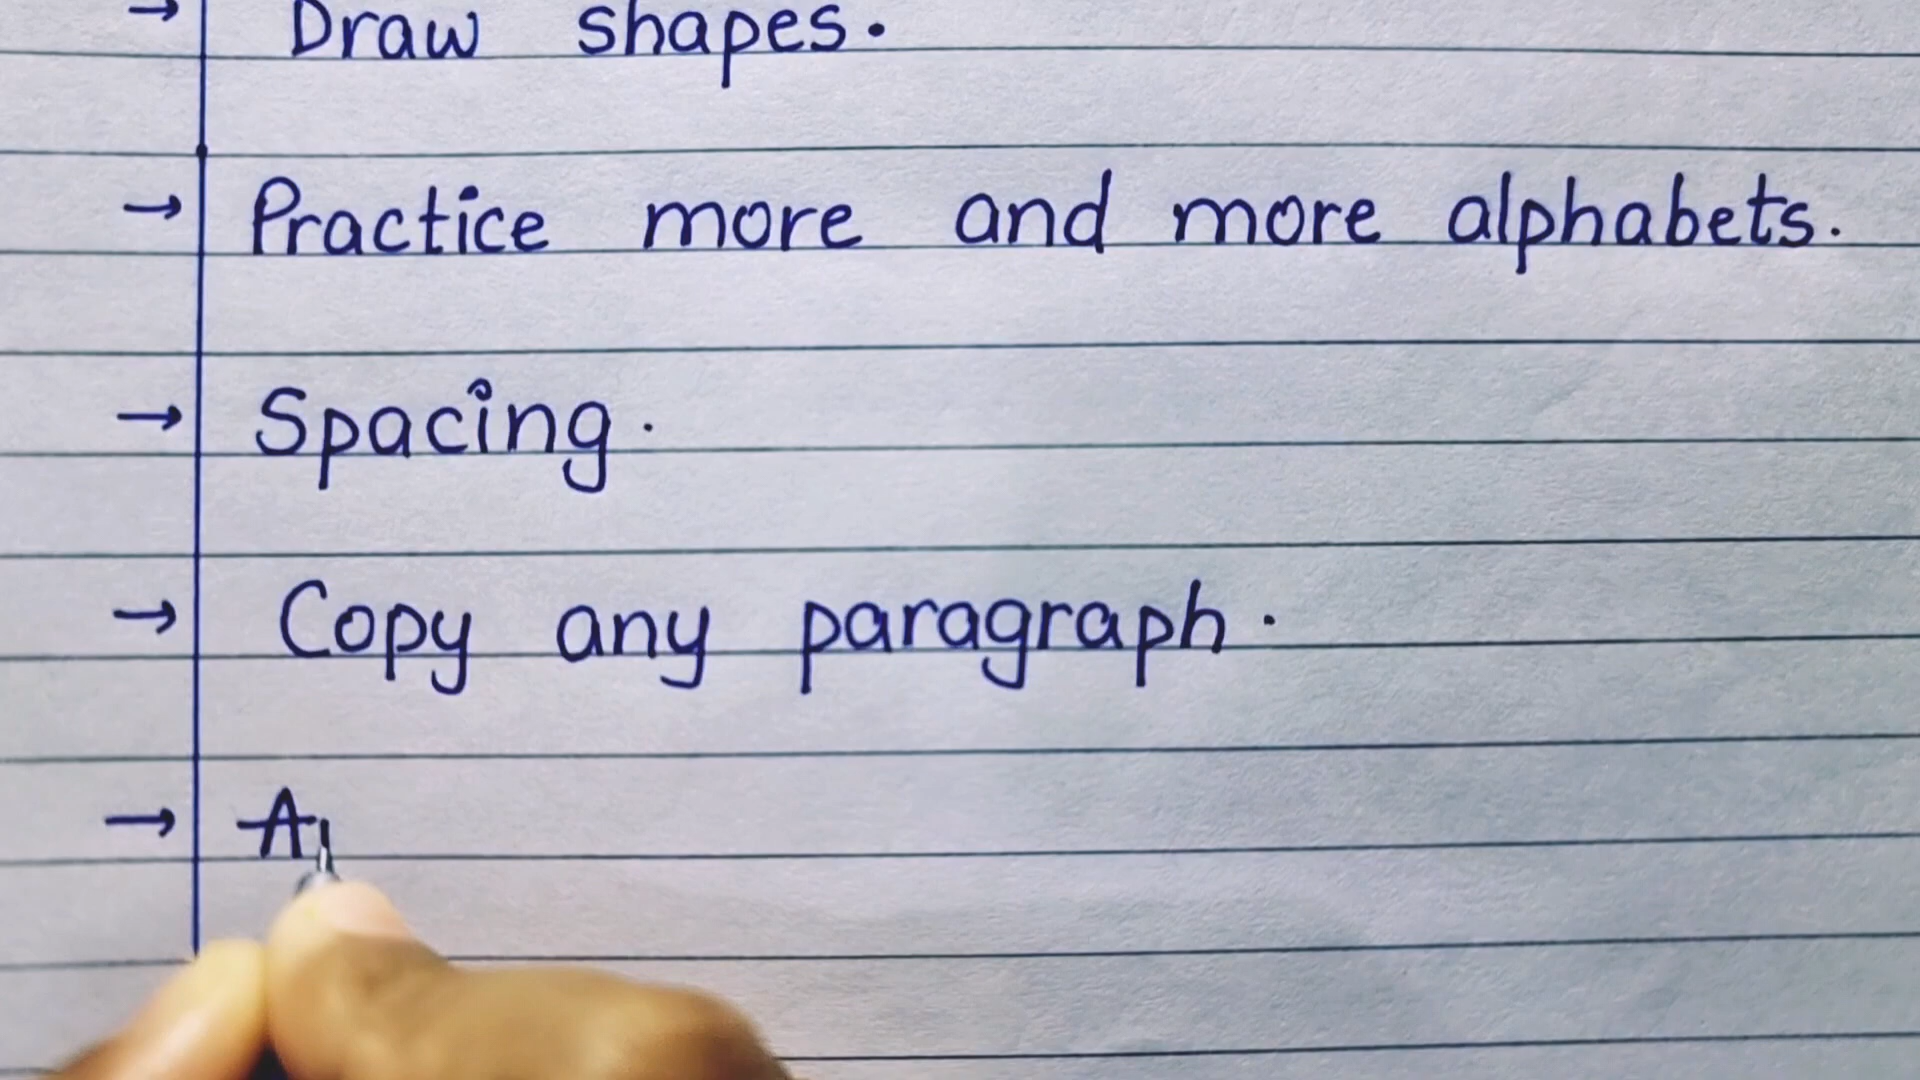 → Draw shapes.
→ Practice more and more alphabets.
→ Spacing.
→ Copy any paragraph.
→ A